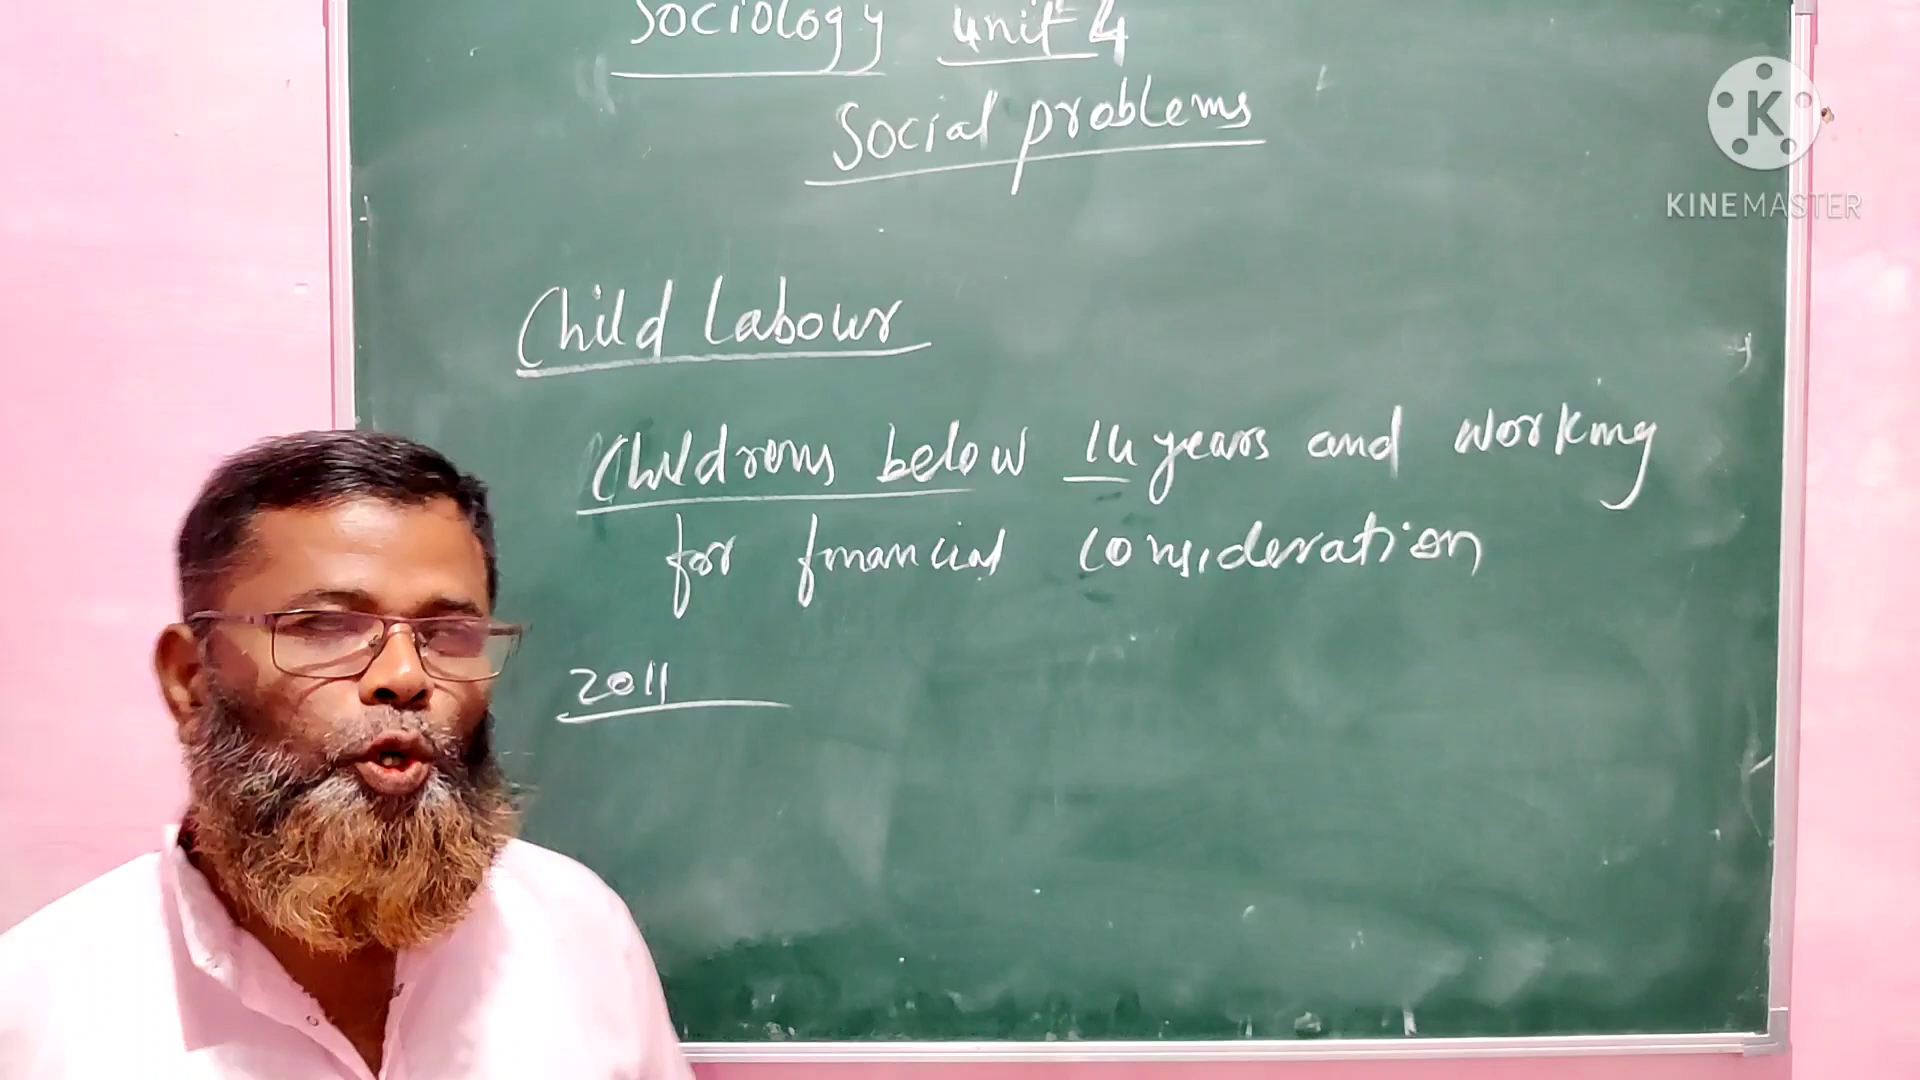 Sociology unit 4
Social problems
K
KINEMASTER
Child Labour
Childrens below 14 years and working
for financial consideration
2011